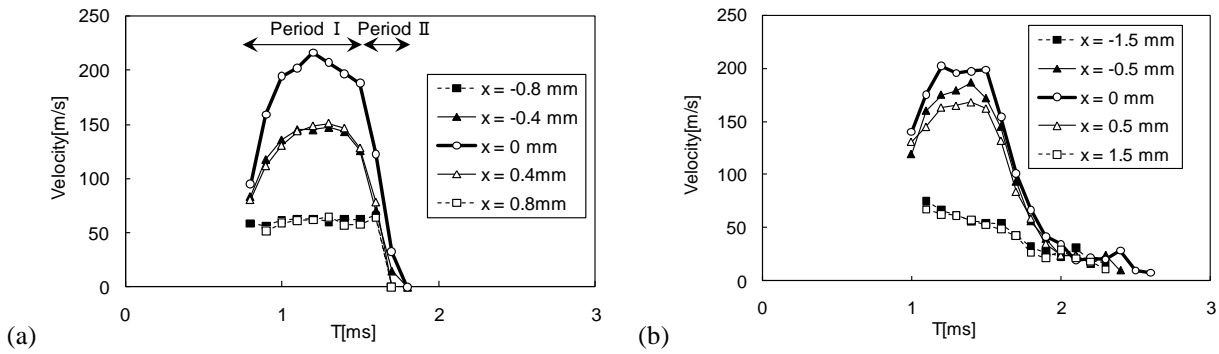 Period Ⅰ Period Ⅱ
250
200
150
100
50
0
Velocity[m/s]
0 1 2 3
T[ms]
x = -0.8 mm
x = -0.4 mm
x = 0 mm
x = 0.4mm
x = 0.8mm
(a)
250
200
150
100
50
0
Velocity[m/s]
0 1 2 3
T[ms]
x = -1.5 mm
x = -0.5 mm
x = 0 mm
x = 0.5 mm
x = 1.5 mm
(b)